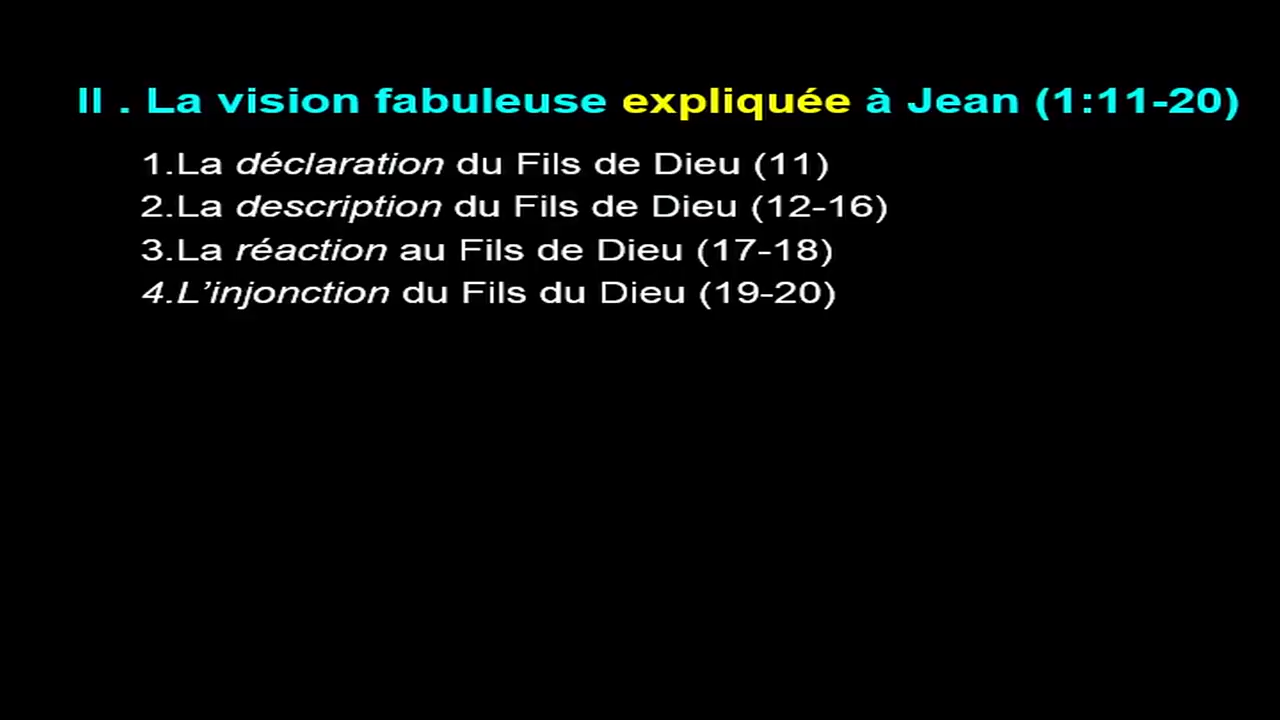 II . La vision fabuleuse expliquée à Jean (1:11-20)
1.La déclaration du Fils de Dieu (11)
2.La description du Fils de Dieu (12-16)
3.La réaction au Fils de Dieu (17-18)
4.L’injonction du Fils du Dieu (19-20)